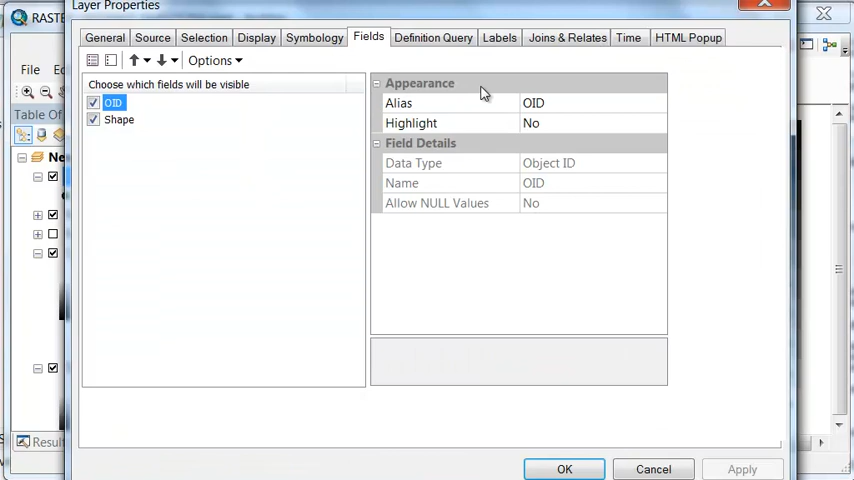 Layer Properties
RASTE
General Source Selection Display Symbology Fields Definition Query Labels Joins & Relates Time HTML Popup
File
Options
Choose which fields will be visible
OID
Shape
Appearance
Alias OID
Highlight No
Field Details
Data Type Object ID
Name OID
Allow NULL Values No
Table Of
Ne
Resul
OK Cancel Apply